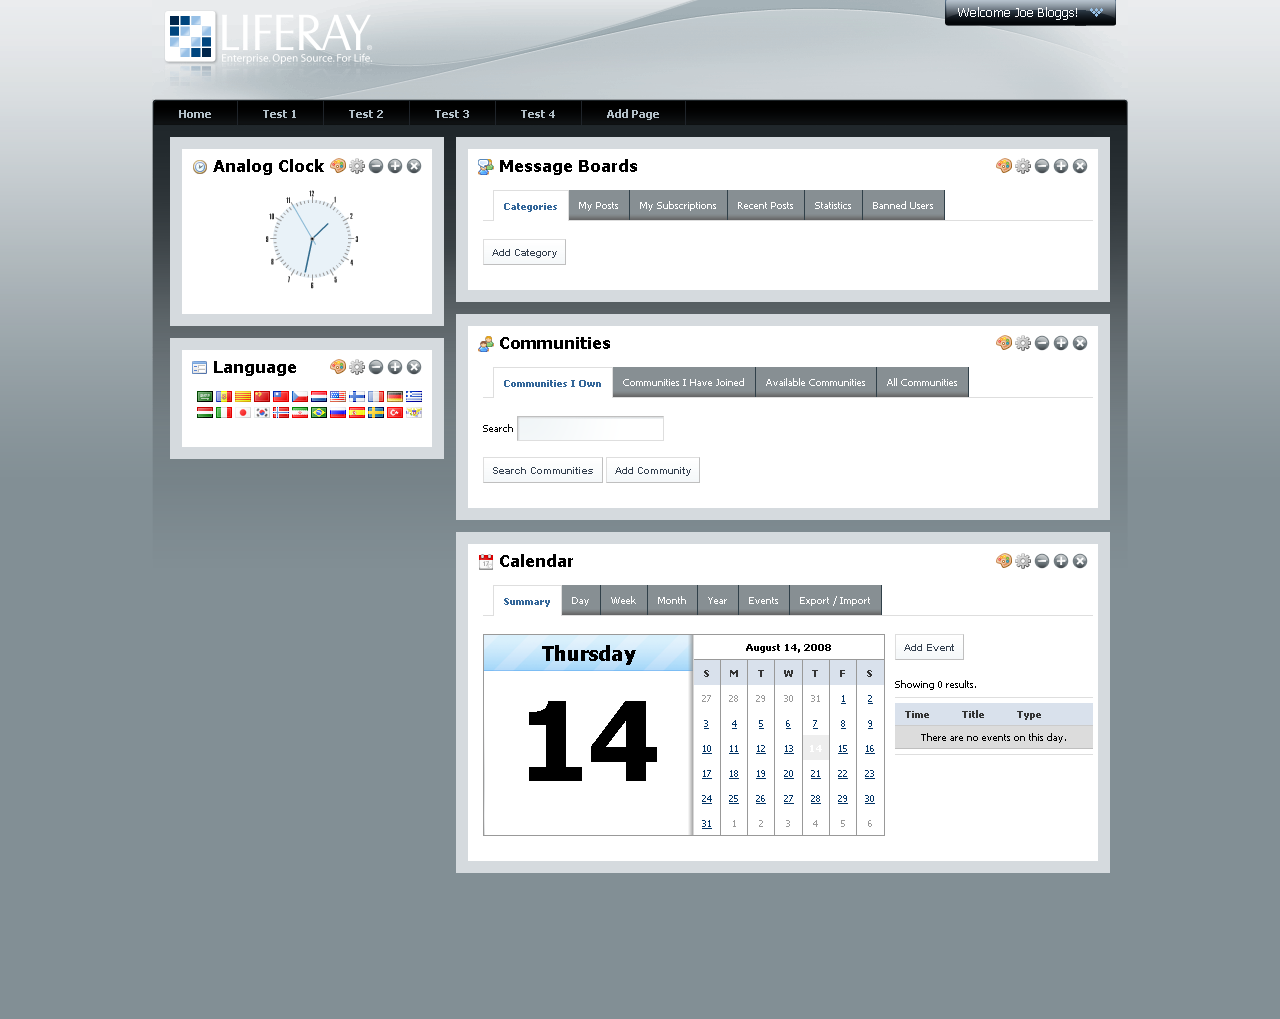 LIFERAY.
Enterprise. Open Source. For Life.
Welcome Joe Bloggs!
Home Test 1 Test 2 Test 3 Test 4 Add Page
Analog Clock
12
1
2
3
4
5
6
7
8
9
10
11
Language
Message Boards
Categories My Posts My Subscriptions Recent Posts Statistics Banned Users
Add Category
Communities
Communities I Own Communities I Have Joined Available Communities All Communities
Search
Search Communities Add Community
Calendar
Summary Day Week Month Year Events Export / Import
Thursday
14
August 14, 2008
S M T W T F S
27 28 29 30 31 1 2
3 4 5 6 7 8 9
10 11 12 13 14 15 16
17 18 19 20 21 22 23
24 25 26 27 28 29 30
31 1 2 3 4 5 6
Add Event
Showing 0 results.
Time Title Type
There are no events on this day.